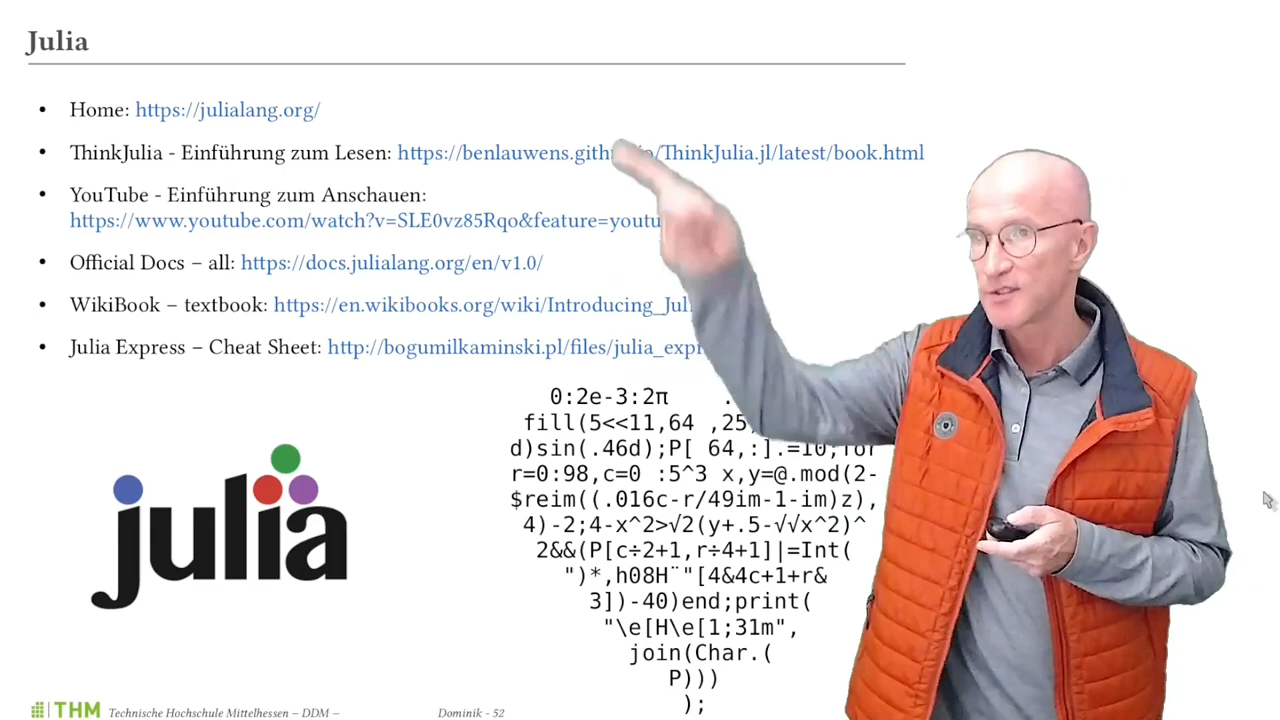 Julia
• Home: https://julialang.org/
• ThinkJulia - Einführung zum Lesen: https://benlauwens.gith /ThinkJulia.jl/latest/book.html
• YouTube - Einführung zum Anschauen:
https://www.youtube.com/watch?v=SLE0vz85Rqo&feature=youtu
• Official Docs – all: https://docs.julialang.org/en/v1.0/
• WikiBook – textbook: https://en.wikibooks.org/wiki/Introducing_Jul
• Julia Express – Cheat Sheet: http://bogumilkaminski.pl/files/julia_expr
0:2e-3:2π .
fill(5<<11,64 ,25
d)sin(.46d);P[ 64,:].=10;for
r=0:98,c=0 :5^3 x,y=@.mod(2-
$reim((.016c-r/49im-1-im)z),
4)-2;4-x^2>√2(y+.5-√√x^2)^
2&&(P[c÷2+1,r÷4+1]|=Int(
")*,h08H¨"[4&4c+1+r&
3])-40)end;print(
"\e[H\e[1;31m",
join(Char.(
P)))
);
julia
THM Technische Hochschule Mittelhessen – DDM –
Dominik - 52